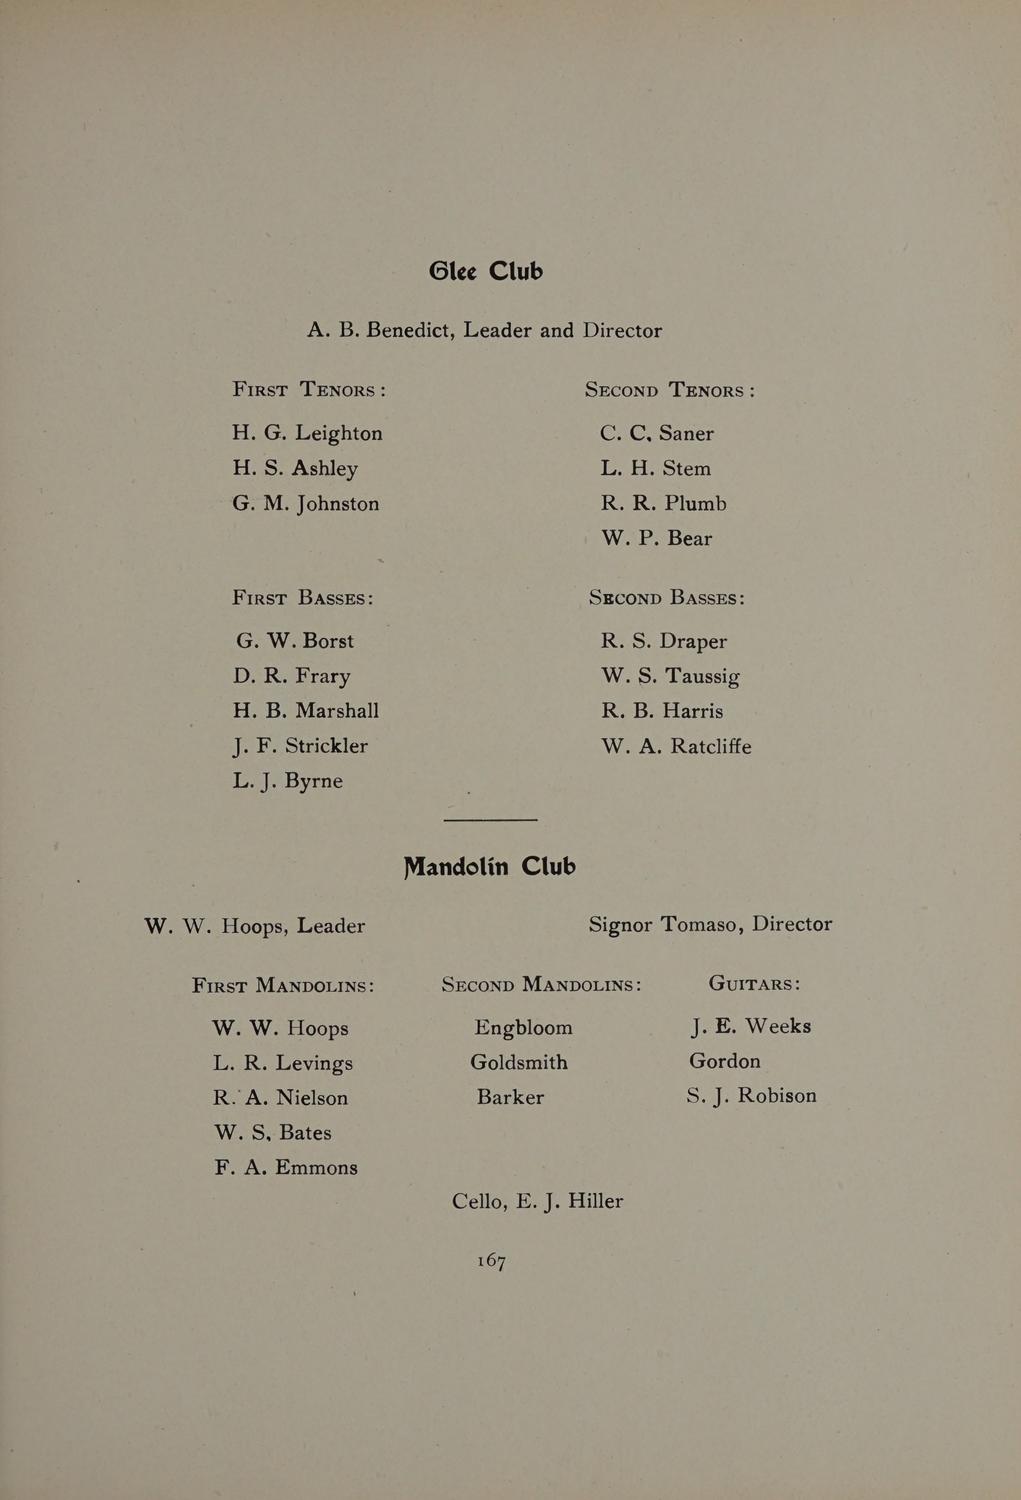 Glee Club
A. B. Benedict, Leader and Director
First Tenors:
H. G. Leighton
H. S. Ashley
G. M. Johnston
Second Tenors:
C. C. Saner
L. H. Stem
R. R. Plumb
W. P. Bear
First Basses:
G. W. Borst
D. R. Frary
H. B. Marshall
J. F. Strickler
L. J. Byrne
Second Basses:
R. S. Draper
W. S. Taussig
R. B. Harris
W. A. Ratcliffe
Mandolin Club
W. W. Hoops, Leader
Signor Tomaso, Director
First Mandolins:
W. W. Hoops
L. R. Levings
R. A. Nielson
W. S, Bates
F. A. Emmons
Second Mandolins:
Engbloom
Goldsmith
Barker
Guitars:
J. E. Weeks
Gordon
S. J. Robison
Cello, E. J. Hiller
167